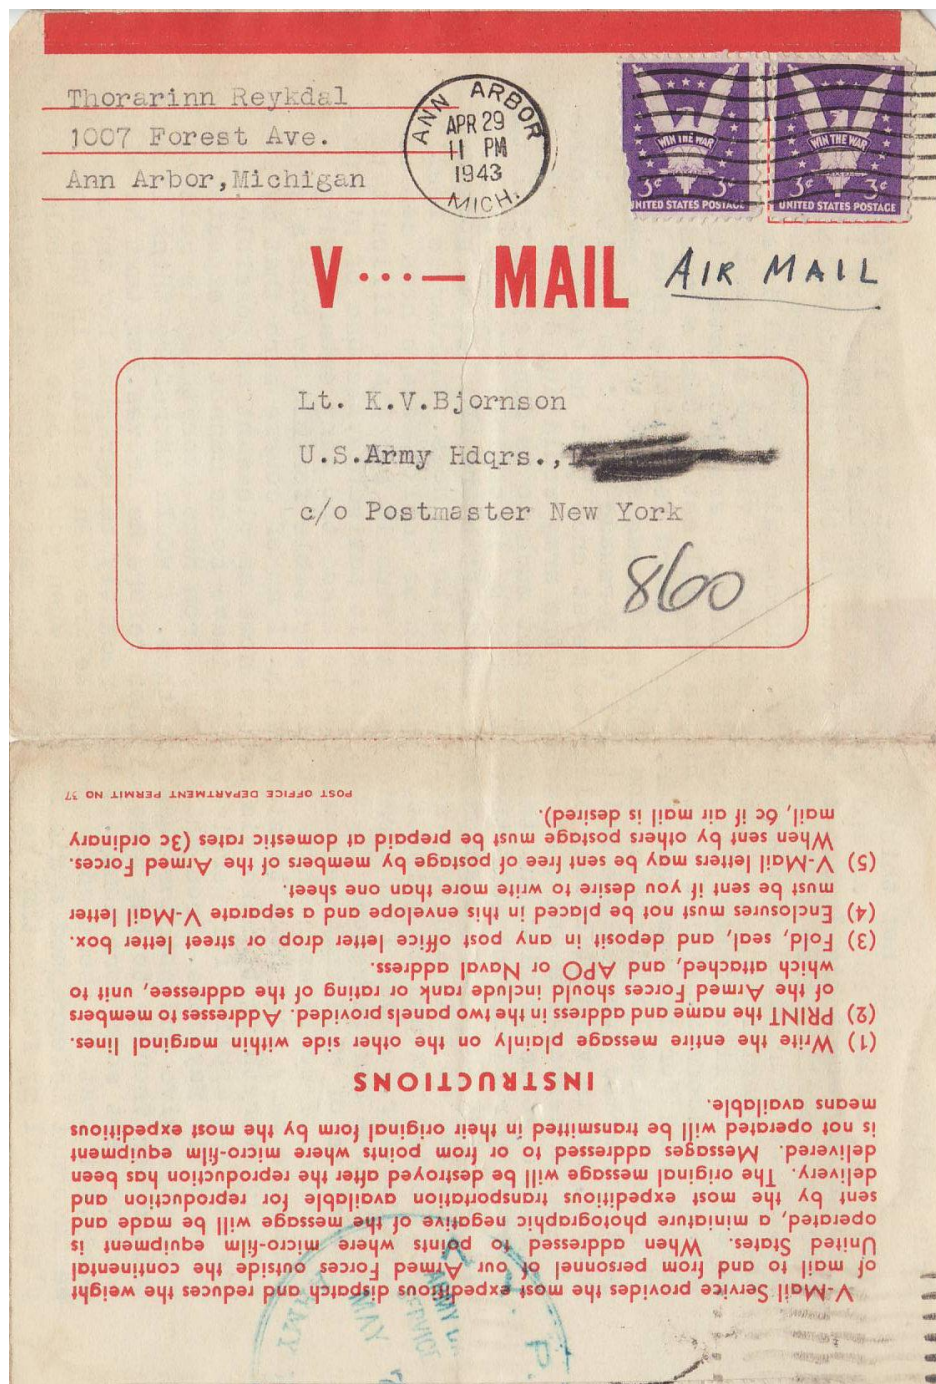 Thorarinn Reykdal
1007 Forest Ave.
Ann Arbor,Michigan
ANN ARBOR
APR 29
11 PM
1943
MICH.
WIN THE WAR
3¢ 3¢
UNITED STATES POSTAGE
WIN THE WAR
3¢ 3¢
UNITED STATES POSTAGE
V ···— MAIL
AIR MAIL
Lt. K.V.Bjornson
U.S.Army Hdqrs.,
c/o Postmaster New York
860
V-Mail Service provides the most expeditious dispatch and reduces the weight
of mail to and from personnel of our Armed Forces outside the continental
United States. When addressed to points where micro-film equipment is
operated, a miniature photographic negative of the message will be made and
sent by the most expeditious transportation available for reproduction and
delivery. The original message will be destroyed after the reproduction has been
delivered. Messages addressed to or from points where micro-film equipment
is not operated will be transmitted in their original form by the most expeditious
means available.
INSTRUCTIONS
(1) Write the entire message plainly on the other side within marginal lines.
(2) PRINT the name and address in the two panels provided. Addresses to members
of the Armed Forces should include rank or rating of the addressee, unit to
which attached, and APO or Naval address.
(3) Fold, seal, and deposit in any post office letter drop or street letter box.
(4) Enclosures must not be placed in this envelope and a separate V-Mail letter
must be sent if you desire to write more than one sheet.
(5) V-Mail letters may be sent free of postage by members of the Armed Forces.
When sent by others postage must be prepaid at domestic rates (3c ordinary
mail, 6c if air mail is desired).
POST OFFICE DEPARTMENT PERMIT NO 37
ARMY
SERVICE
MAY
ARMY
P.